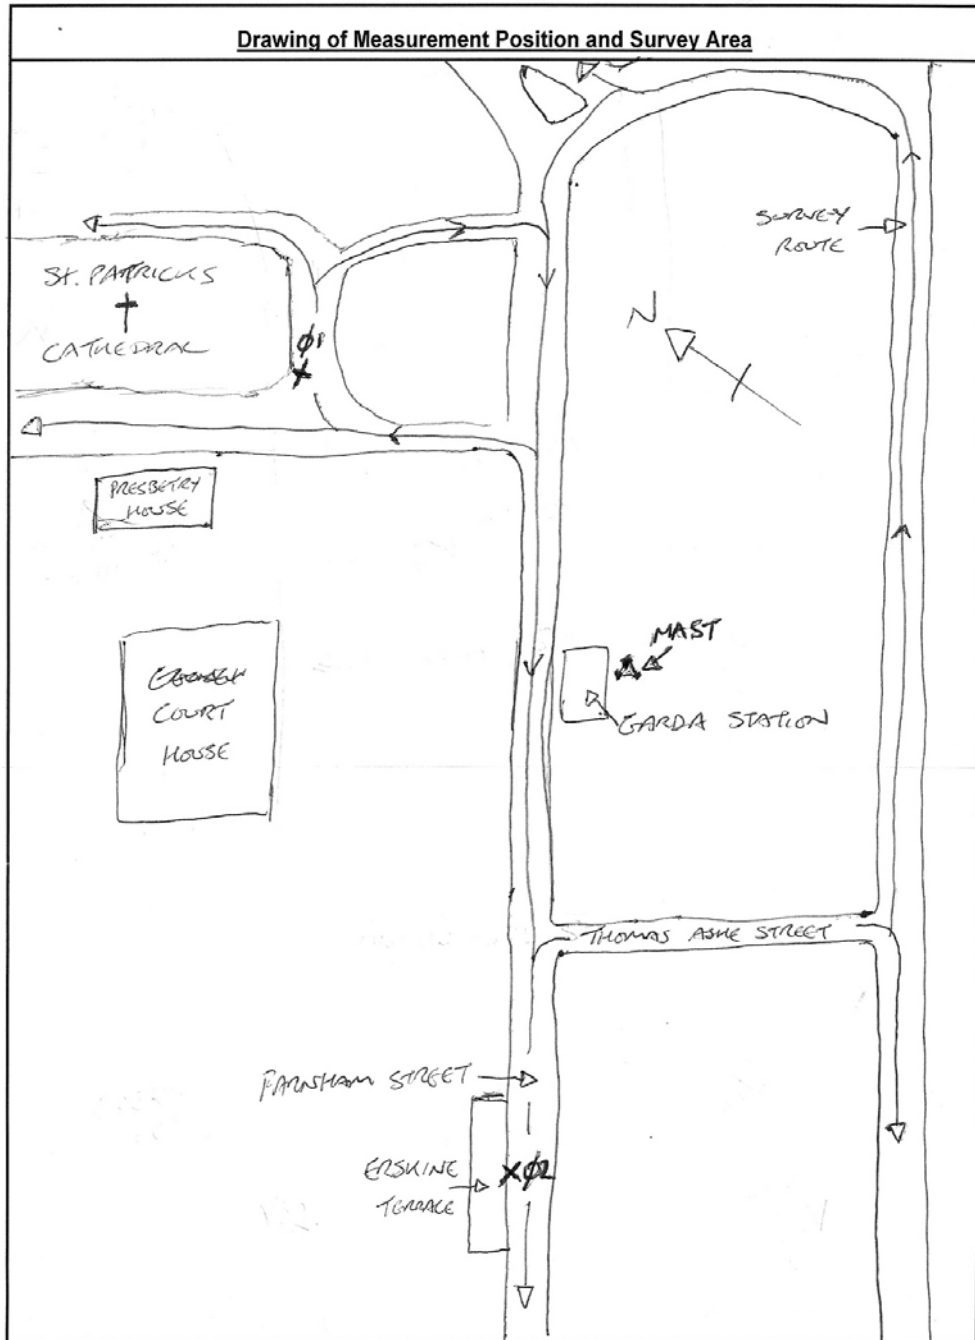 Drawing of Measurement Position and Survey Area
SURVEY
ROUTE
ST. PATRICKS
CATHEDRAL
N
Ø1
X
PRESBETRY
HOUSE
MAST
COURT
HOUSE
GARDA STATION
THOMAS ASHE STREET
FARNHAM STREET
ERSKINE
TERRACE
XØ2